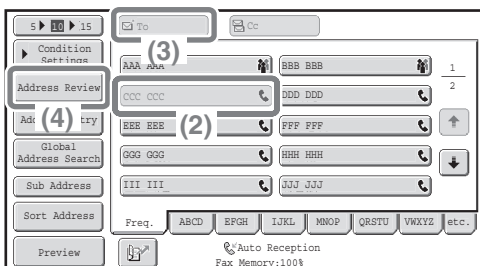 5 10 15
To
Cc
Condition Settings
(3)
AAA AAA
BBB BBB
1
2
Address Review
CCC CCC
DDD DDD
(4)
(2)
EEE EEE
FFF FFF
Global Address Search
GGG GGG
HHH HHH
Sub Address
III III
JJJ JJJ
Sort Address
Freq.
ABCD
EFGH
IJKL
MNOP
QRSTU
VWXYZ
etc.
Preview
Auto Reception
Fax Memory:100%